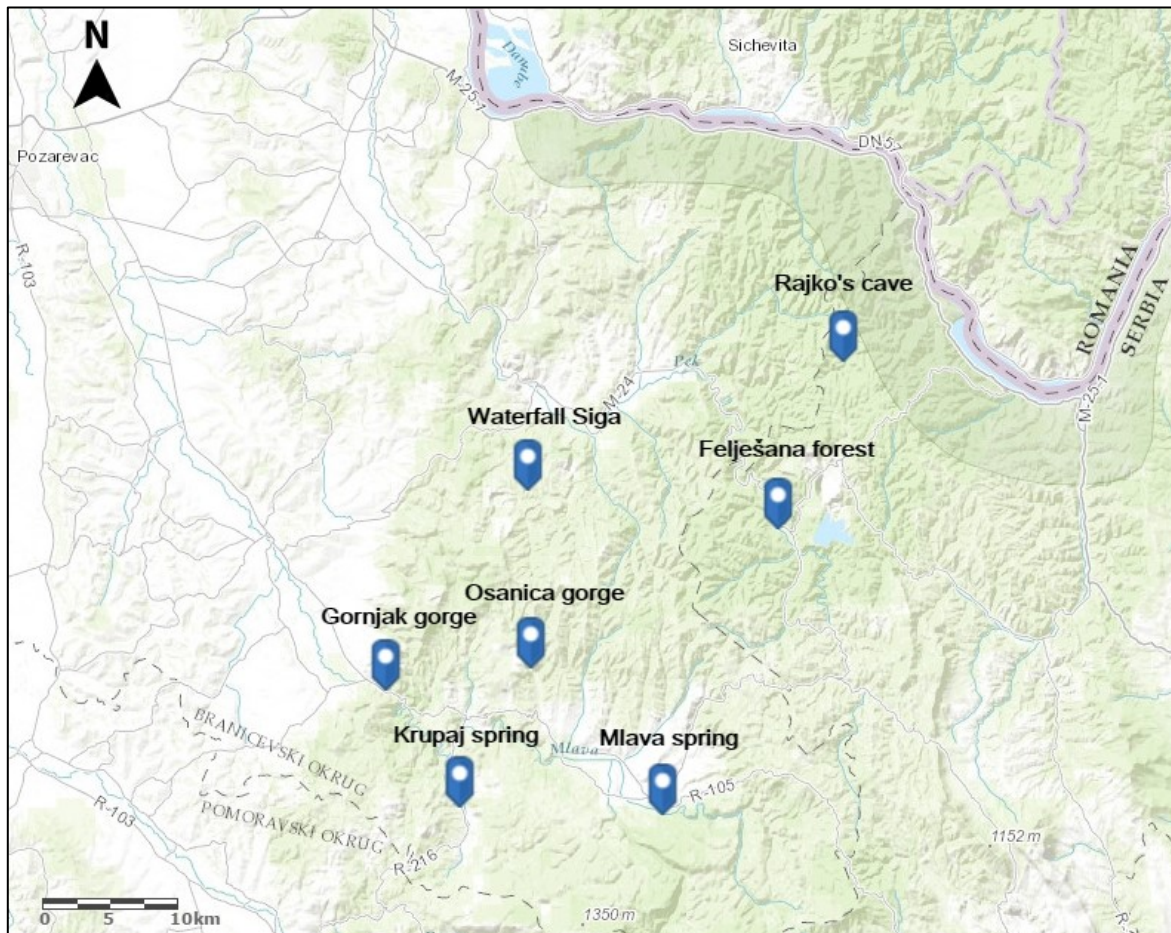 N
Danube
Sichevita
M-25-1
DN57
Pozarevac
R-103
ROMANIA
SERBIA
Rajko's cave
Pek
M-24
M-25-1
Waterfall Siga
Felješana forest
Osanica gorge
Gornjak gorge
BRANICEVSKI OKRUG
Krupaj spring
Mlava
Mlava spring
R-105
POMORAVSKI OKRUG
R-103
R-216
1152 m
1350 m
0 5 10km